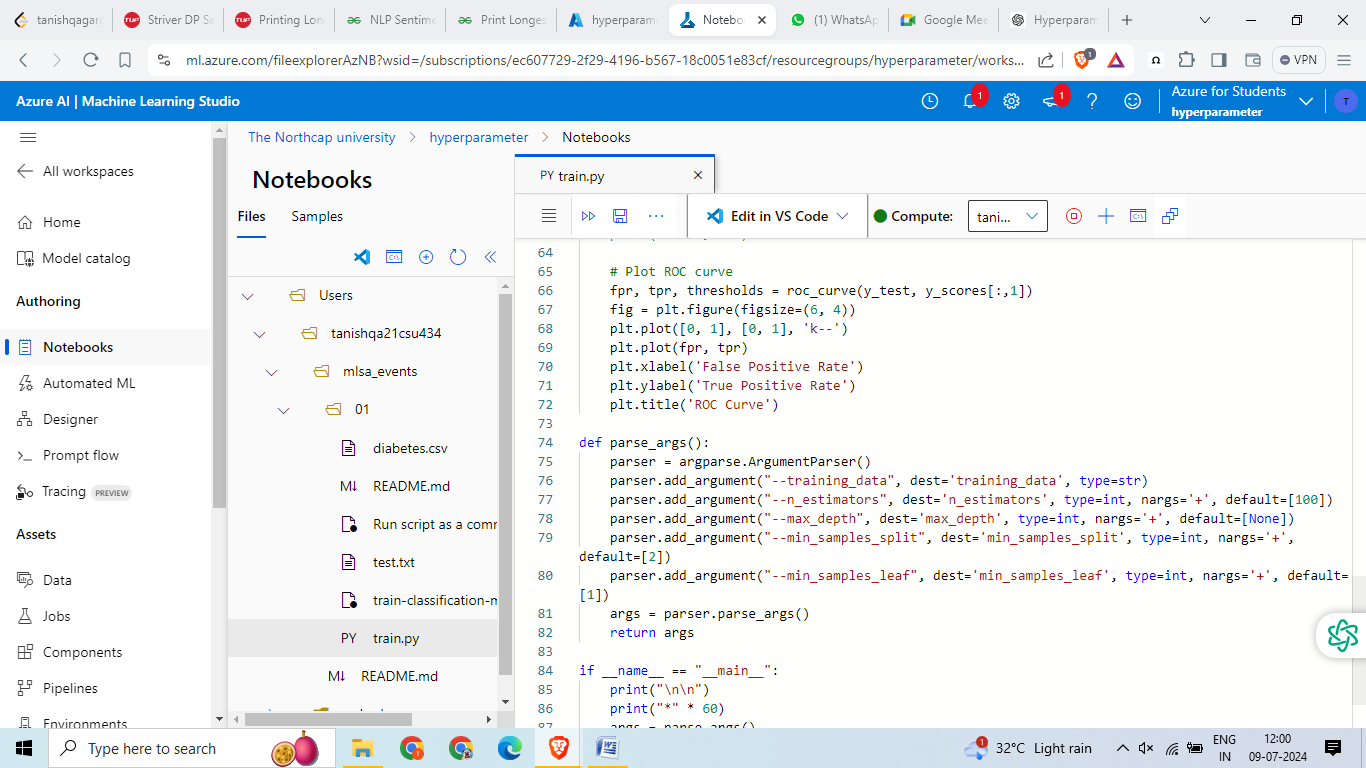 tanishqagarg
Striver DP Se
Printing Lon
NLP Sentime
Print Longes
hyperparame
Notebo
(1) WhatsAp
Google Mee
Hyperparam
ml.azure.com/fileexplorerAzNB?wsid=/subscriptions/ec607729-2f29-4196-b567-18c0051e83cf/resourcegroups/hyperparameter/works...
1
VPN
Azure AI | Machine Learning Studio
1
1
Azure for Students
hyperparameter
T
All workspaces
Home
Model catalog
Authoring
Notebooks
Automated ML
Designer
Prompt flow
Tracing PREVIEW
Assets
Data
Jobs
Components
Pipelines
Environments
The Northcap university > hyperparameter > Notebooks
Notebooks
Files Samples
Users
tanishqa21csu434
mlsa_events
01
diabetes.csv
README.md
Run script as a comm
test.txt
train-classification-m
PY train.py
README.md
PY train.py
Edit in VS Code
Compute: tani...
64
65 # Plot ROC curve
66 fpr, tpr, thresholds = roc_curve(y_test, y_scores[:,1])
67 fig = plt.figure(figsize=(6, 4))
68 plt.plot([0, 1], [0, 1], 'k--')
69 plt.plot(fpr, tpr)
70 plt.xlabel('False Positive Rate')
71 plt.ylabel('True Positive Rate')
72 plt.title('ROC Curve')
73
74 def parse_args():
75 parser = argparse.ArgumentParser()
76 parser.add_argument("--training_data", dest='training_data', type=str)
77 parser.add_argument("--n_estimators", dest='n_estimators', type=int, nargs='+', default=[100])
78 parser.add_argument("--max_depth", dest='max_depth', type=int, nargs='+', default=[None])
79 parser.add_argument("--min_samples_split", dest='min_samples_split', type=int, nargs='+',
default=[2])
80 parser.add_argument("--min_samples_leaf", dest='min_samples_leaf', type=int, nargs='+', default=
[1])
81 args = parser.parse_args()
82 return args
83
84 if __name__ == "__main__":
85 print("\n\n")
86 print("*" * 60)
87 args = parse_args()
Type here to search
1
32°C Light rain
ENG
IN
12:00
09-07-2024